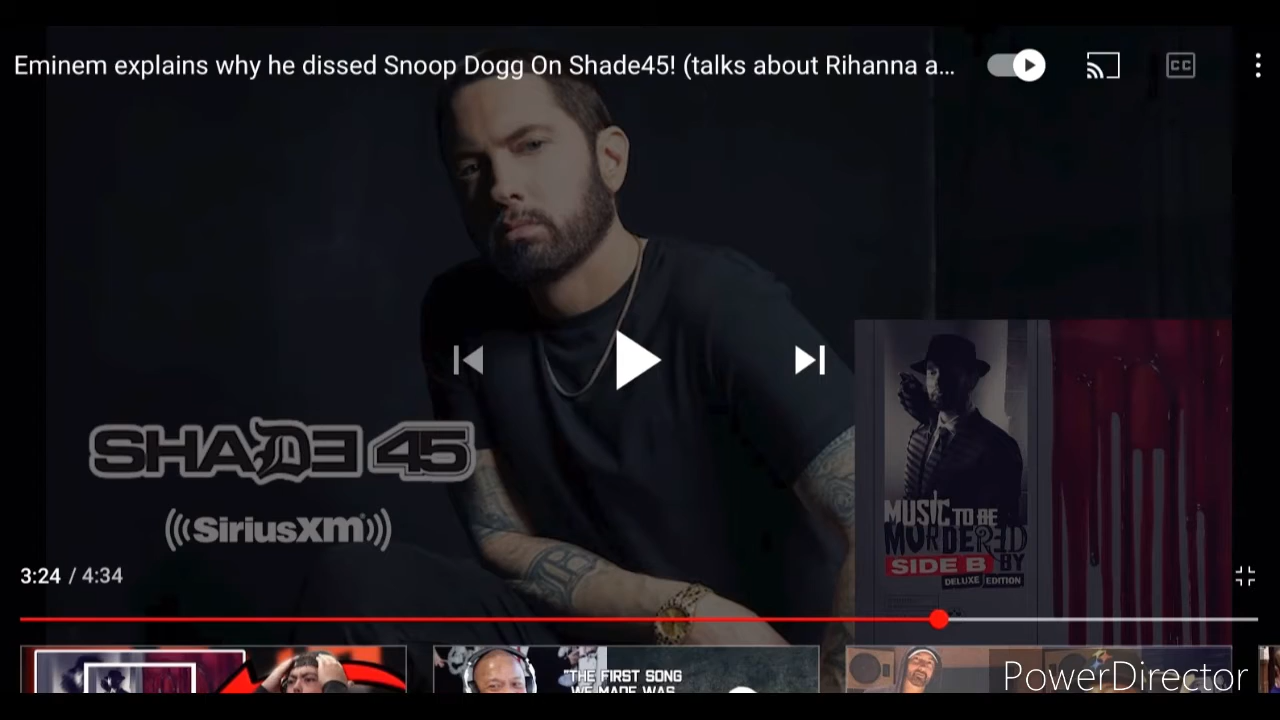 Eminem explains why he dissed Snoop Dogg On Shade45! (talks about Rihanna a...
CC
SHADE 45
((SiriusXM))
MUSIC TO BE
MURDERED
SIDE B BY
DELUXE EDITION
3:24 / 4:34
"THE FIRST SONG
WE MADE WAS
PowerDirector